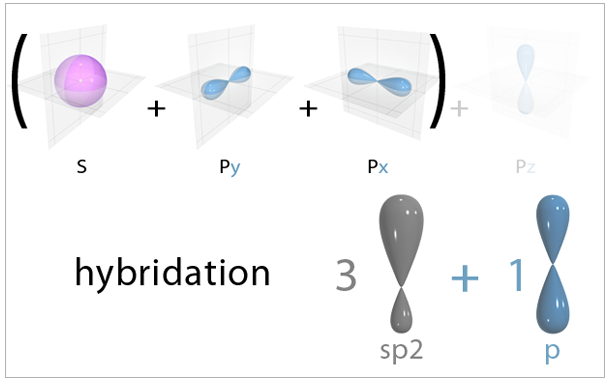 ( + + ) +
S Py Px Pz
hybridation 3 + 1
sp2 p